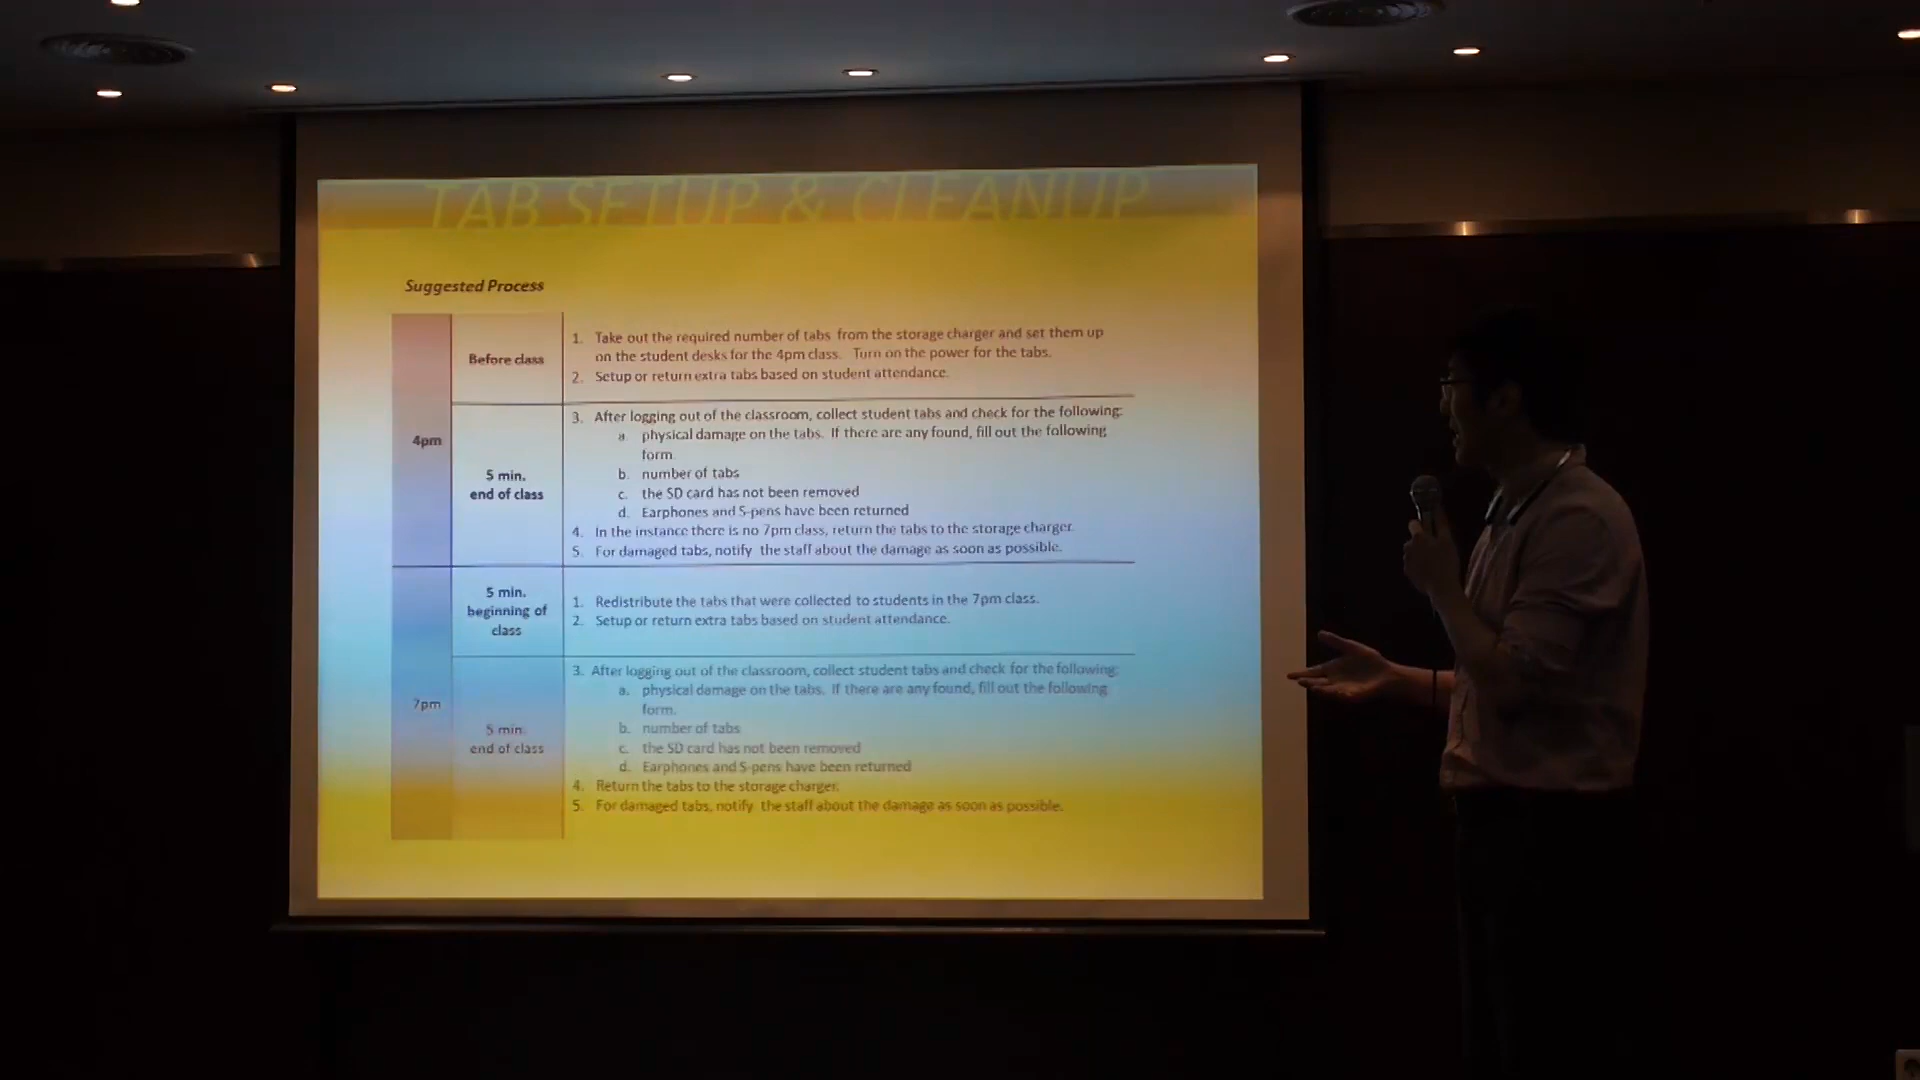 TAB SETUP & CLEANUP
Suggested Process
4pm
Before class
1. Take out the required number of tabs from the storage charger and set them up
on the student desks for the 4pm class. Turn on the power for the tabs.
2. Setup or return extra tabs based on student attendance.
5 min.
end of class
3. After logging out of the classroom, collect student tabs and check for the following:
a. physical damage on the tabs. If there are any found, fill out the following
form.
b. number of tabs
c. the SD card has not been removed
d. Earphones and S-pens have been returned
4. In the instance there is no 7pm class, return the tabs to the storage charger.
5. For damaged tabs, notify the staff about the damage as soon as possible.
7pm
5 min.
beginning of
class
1. Redistribute the tabs that were collected to students in the 7pm class.
2. Setup or return extra tabs based on student attendance.
5 min.
end of class
3. After logging out of the classroom, collect student tabs and check for the following:
a. physical damage on the tabs. If there are any found, fill out the following
form.
b. number of tabs
c. the SD card has not been removed
d. Earphones and S-pens have been returned
4. Return the tabs to the storage charger.
5. For damaged tabs, notify the staff about the damage as soon as possible.